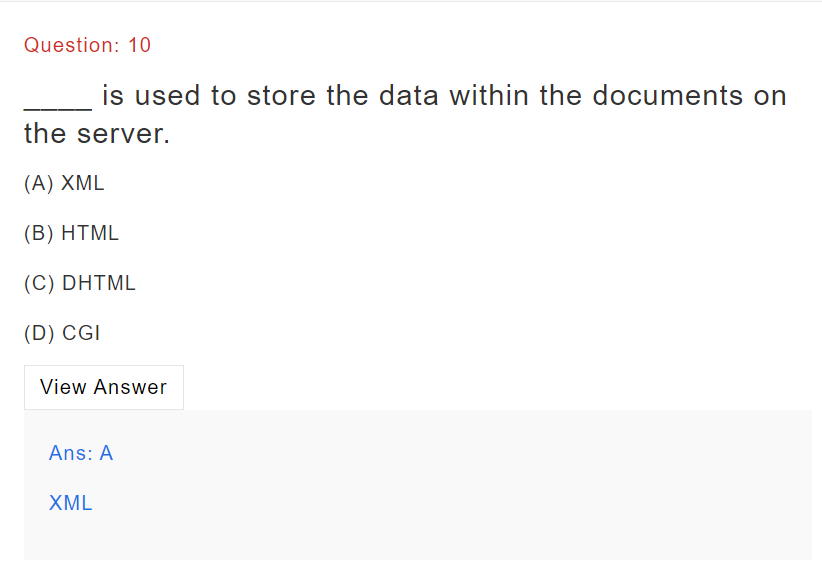 Question: 10
____ is used to store the data within the documents on
the server.
(A) XML
(B) HTML
(C) DHTML
(D) CGI
View Answer
Ans: A
XML